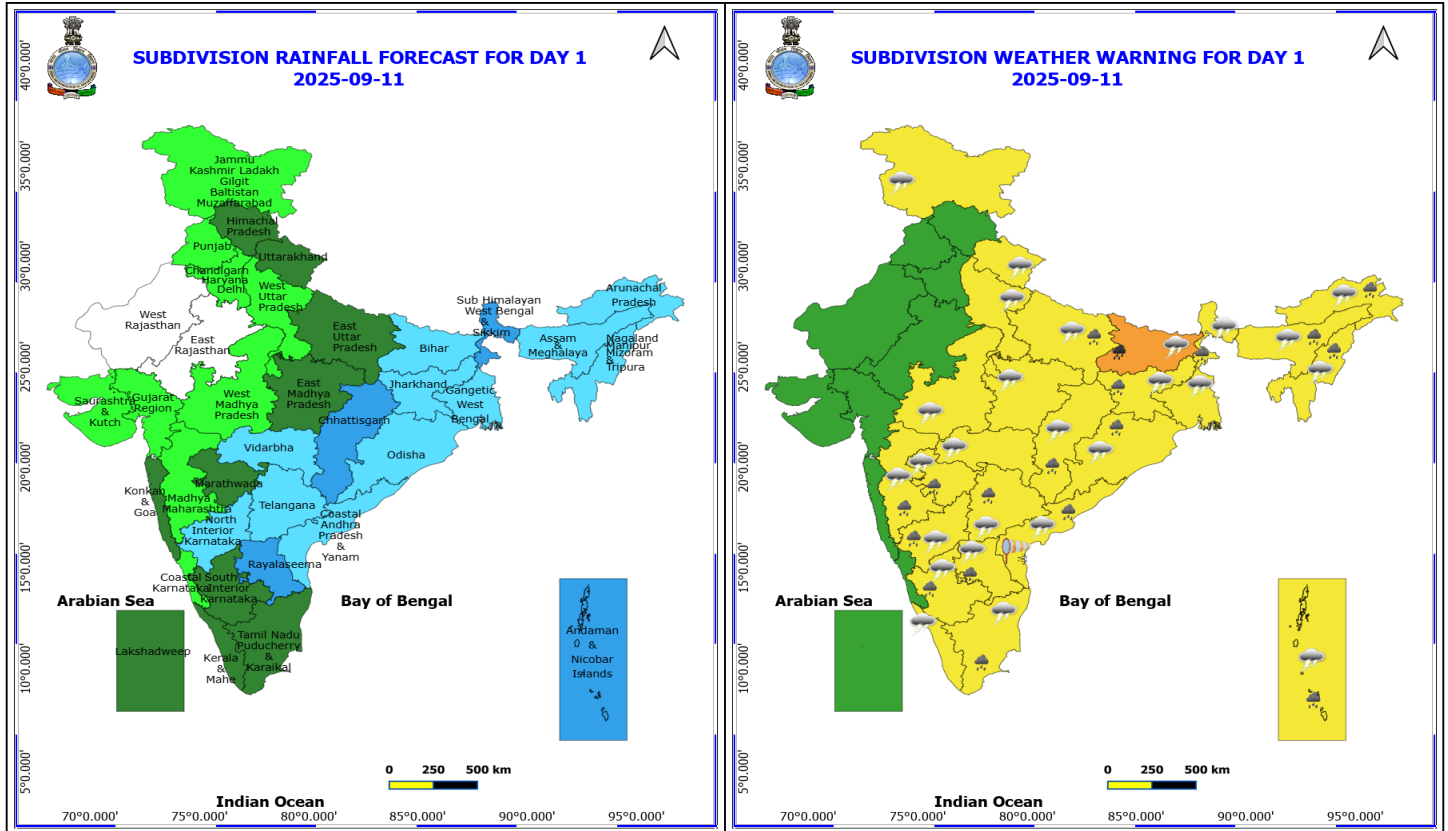 SUBDIVISION RAINFALL FORECAST FOR DAY 1
2025-09-11
40°0.000'
35°0.000'
30°0.000'
25°0.000'
20°0.000'
15°0.000'
10°0.000'
5°0.000'
Jammu
Kashmir Ladakh
Gilgit
Baltistan
Muzaffarabad
Himachal
Pradesh
Punjab
Uttarakhand
Chandigarh
Haryana
Delhi
West
Uttar
Pradesh
West
Rajasthan
East
Rajasthan
East
Uttar
Pradesh
Sub Himalayan
West Bengal
&
Sikkim
Arunachal
Pradesh
Assam
&
Meghalaya
Nagaland
Manipur
Mizoram
&
Tripura
Bihar
Jharkhand
Gangetic
West
Bengal
Saurashtra
&
Kutch
Gujarat
Region
West
Madhya
Pradesh
East
Madhya
Pradesh
Chhattisgarh
Vidarbha
Odisha
Konkan
&
Goa
Madhya
Maharashtra
Marathwada
Telangana
North
Interior
Karnataka
Coastal
Andhra
Pradesh
&
Yanam
Rayalaseema
Coastal
Karnataka
South
Interior
Karnataka
Arabian Sea
Bay of Bengal
Lakshadweep
Kerala
&
Mahe
Tamil Nadu
Puducherry
&
Karaikal
Andaman
&
Nicobar
Islands
0 250 500 km
Indian Ocean
70°0.000' 75°0.000' 80°0.000' 85°0.000' 90°0.000' 95°0.000'
SUBDIVISION WEATHER WARNING FOR DAY 1
2025-09-11
40°0.000'
35°0.000'
30°0.000'
25°0.000'
20°0.000'
15°0.000'
10°0.000'
5°0.000'
Arabian Sea
Bay of Bengal
0 250 500 km
Indian Ocean
70°0.000' 75°0.000' 80°0.000' 85°0.000' 90°0.000' 95°0.000'